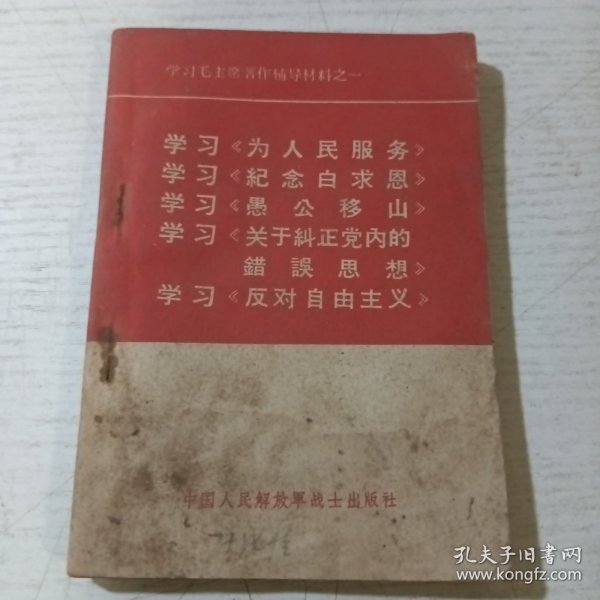 学习毛主席著作辅导材料之一
学习《为人民服务》
学习《紀念白求恩》
学习《愚公移山》
学习《关于糾正党內的
錯誤思想》
学习《反对自由主义》
中国人民解放軍战士出版社
孔夫子旧书网
www.kongfz.com